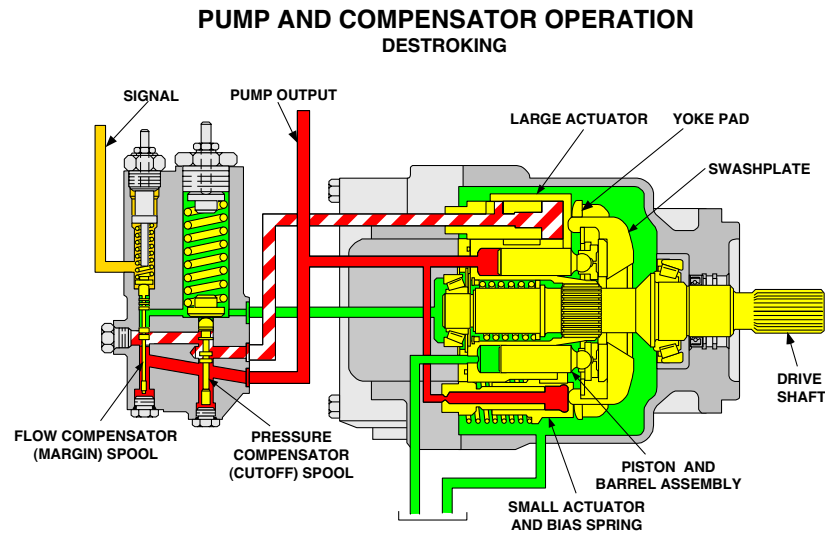 PUMP AND COMPENSATOR OPERATION
DESTROKING
SIGNAL
PUMP OUTPUT
LARGE ACTUATOR
YOKE PAD
SWASHPLATE
DRIVE
SHAFT
FLOW COMPENSATOR
(MARGIN) SPOOL
PRESSURE
COMPENSATOR
(CUTOFF) SPOOL
PISTON AND
BARREL ASSEMBLY
SMALL ACTUATOR
AND BIAS SPRING